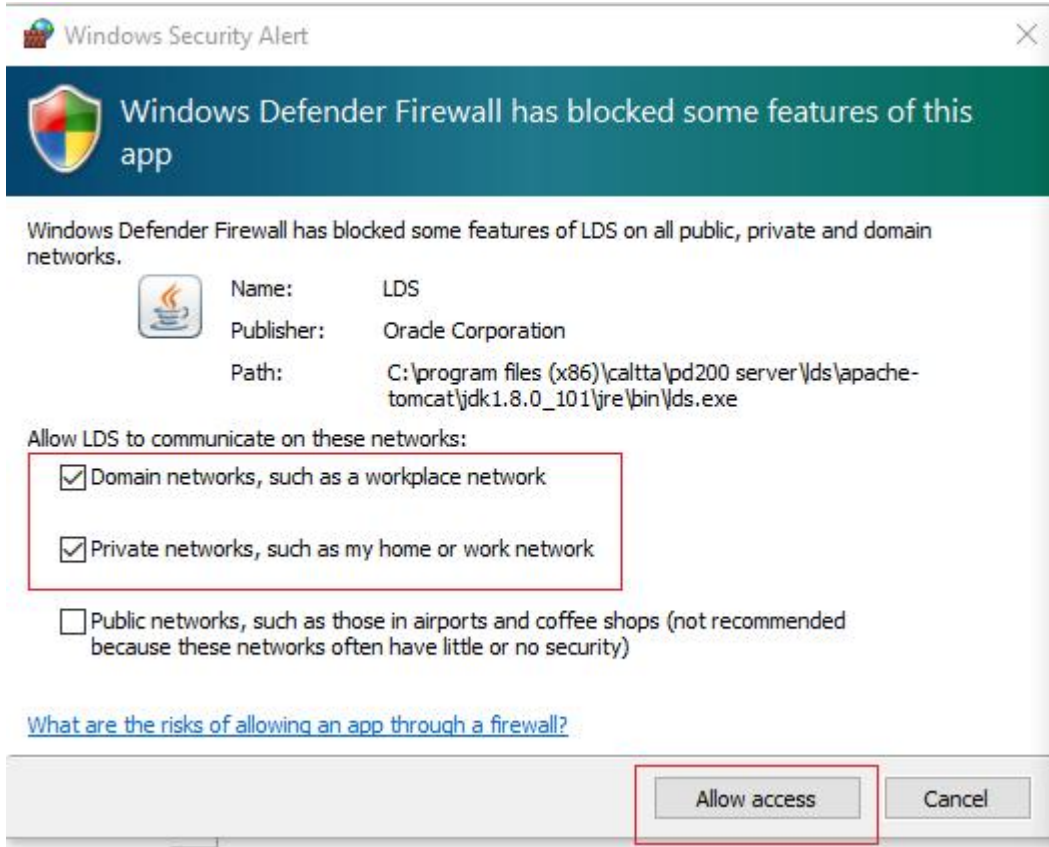 Windows Security Alert
Windows Defender Firewall has blocked some features of this
app
Windows Defender Firewall has blocked some features of LDS on all public, private and domain
networks.
Name: LDS
Publisher: Oracle Corporation
Path: C:\program files (x86)\caltta\pd200 server\lds\apache-
tomcat\jdk1.8.0_101\jre\bin\lds.exe
Allow LDS to communicate on these networks:
Domain networks, such as a workplace network
Private networks, such as my home or work network
Public networks, such as those in airports and coffee shops (not recommended
because these networks often have little or no security)
What are the risks of allowing an app through a firewall?
Allow access Cancel